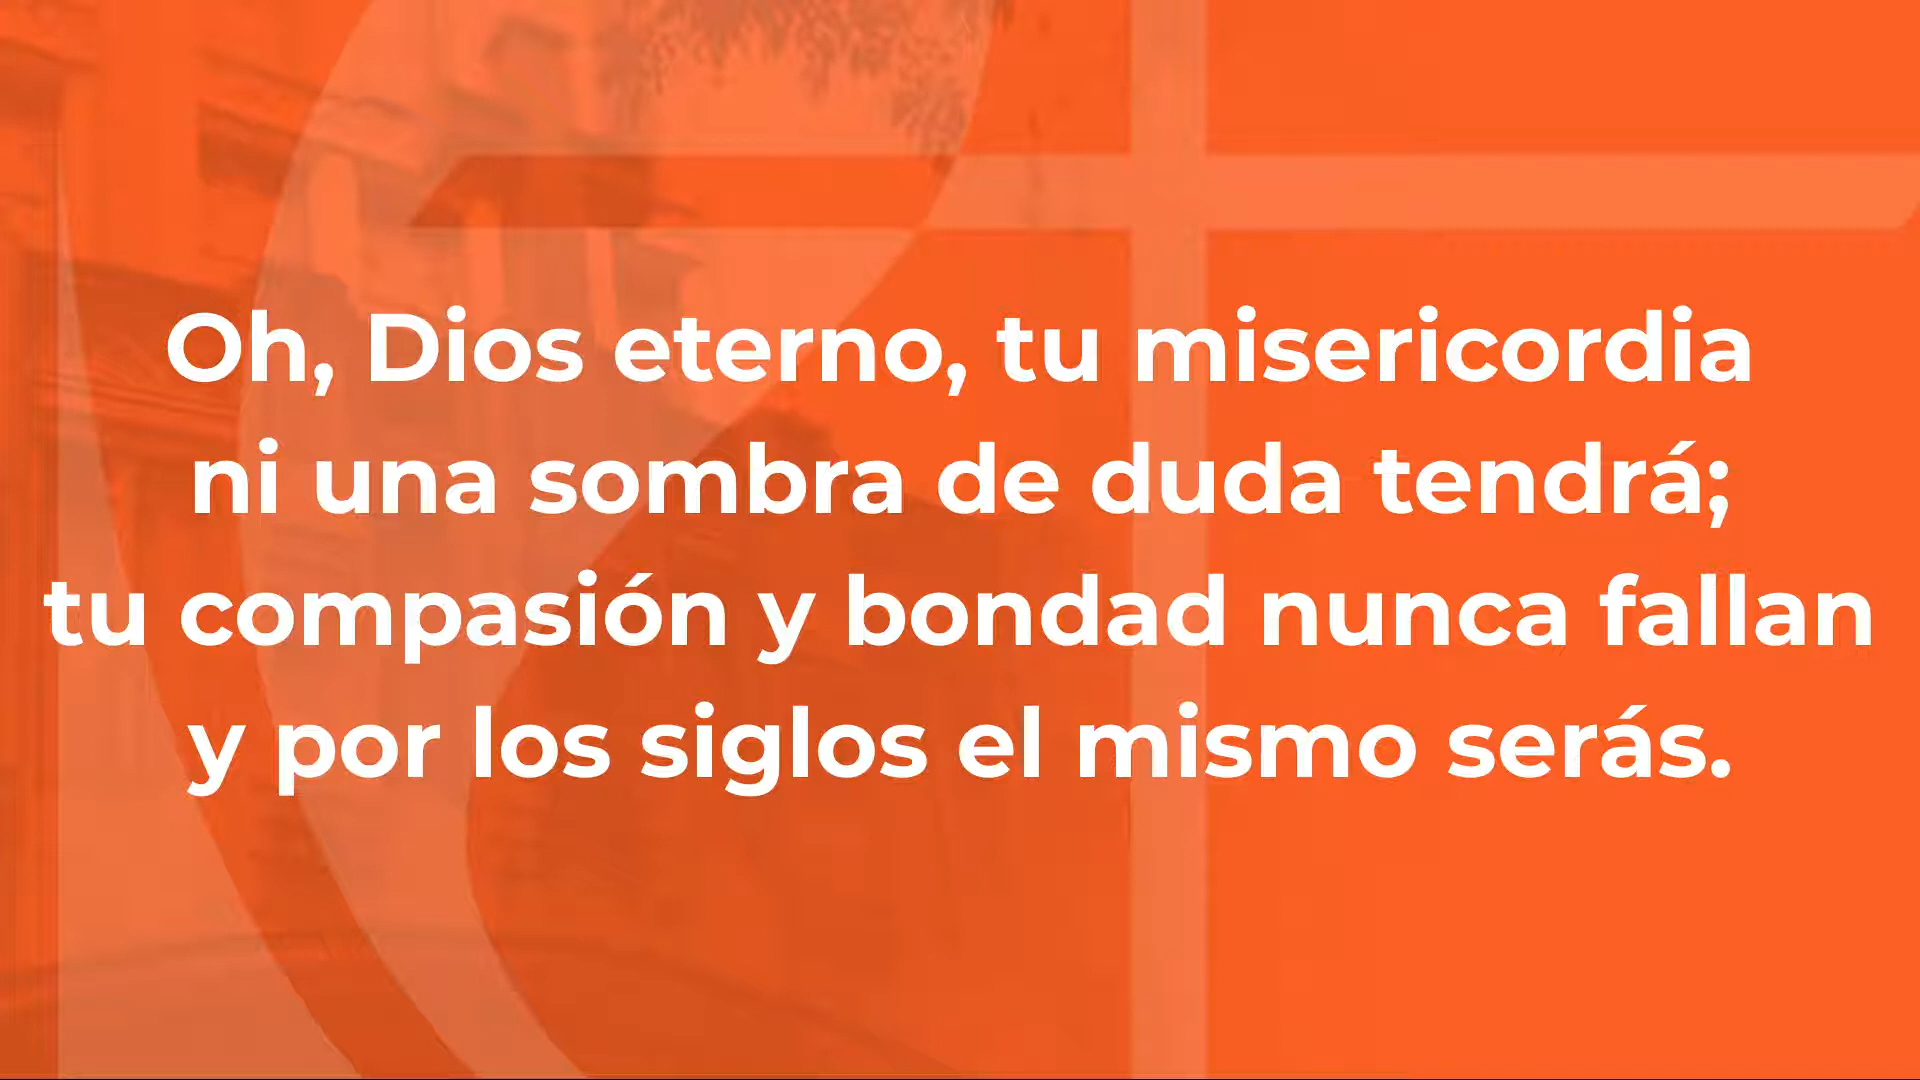 Oh, Dios eterno, tu misericordia
ni una sombra de duda tendrá;
tu compasión y bondad nunca fallan
y por los siglos el mismo serás.